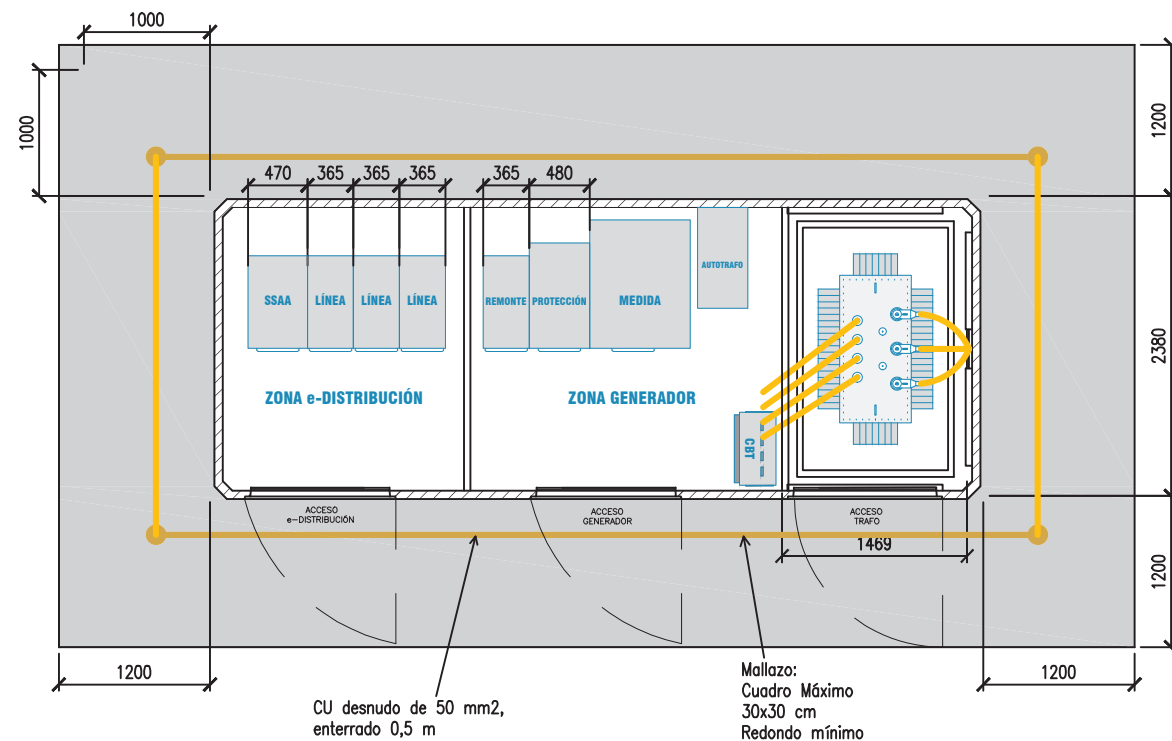 1000
1000
1200
470
365
365
365
365
480
SSAA
LÍNEA
LÍNEA
LÍNEA
REMONTE
PROTECCIÓN
MEDIDA
AUTOTRAFO
2380
ZONA e-DISTRIBUCIÓN
ZONA GENERADOR
CBT
ACCESO
e-DISTRIBUCIÓN
ACCESO
GENERADOR
ACCESO
TRAFO
1469
1200
1200
1200
CU desnudo de 50 mm2,
enterrado 0,5 m
Mallazo:
Cuadro Máximo
30x30 cm
Redondo mínimo